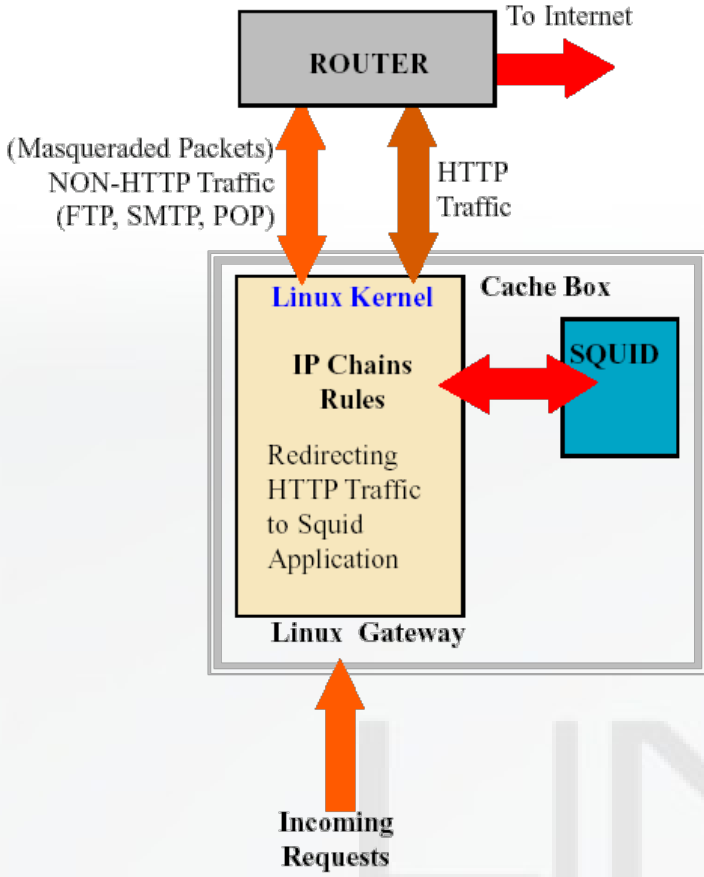 To Internet
ROUTER
(Masqueraded Packets)
NON-HTTP Traffic
(FTP, SMTP, POP)
HTTP
Traffic
Linux Kernel
Cache Box
IP Chains
Rules
SQUID
Redirecting
HTTP Traffic
to Squid
Application
Linux Gateway
Incoming
Requests
LIN